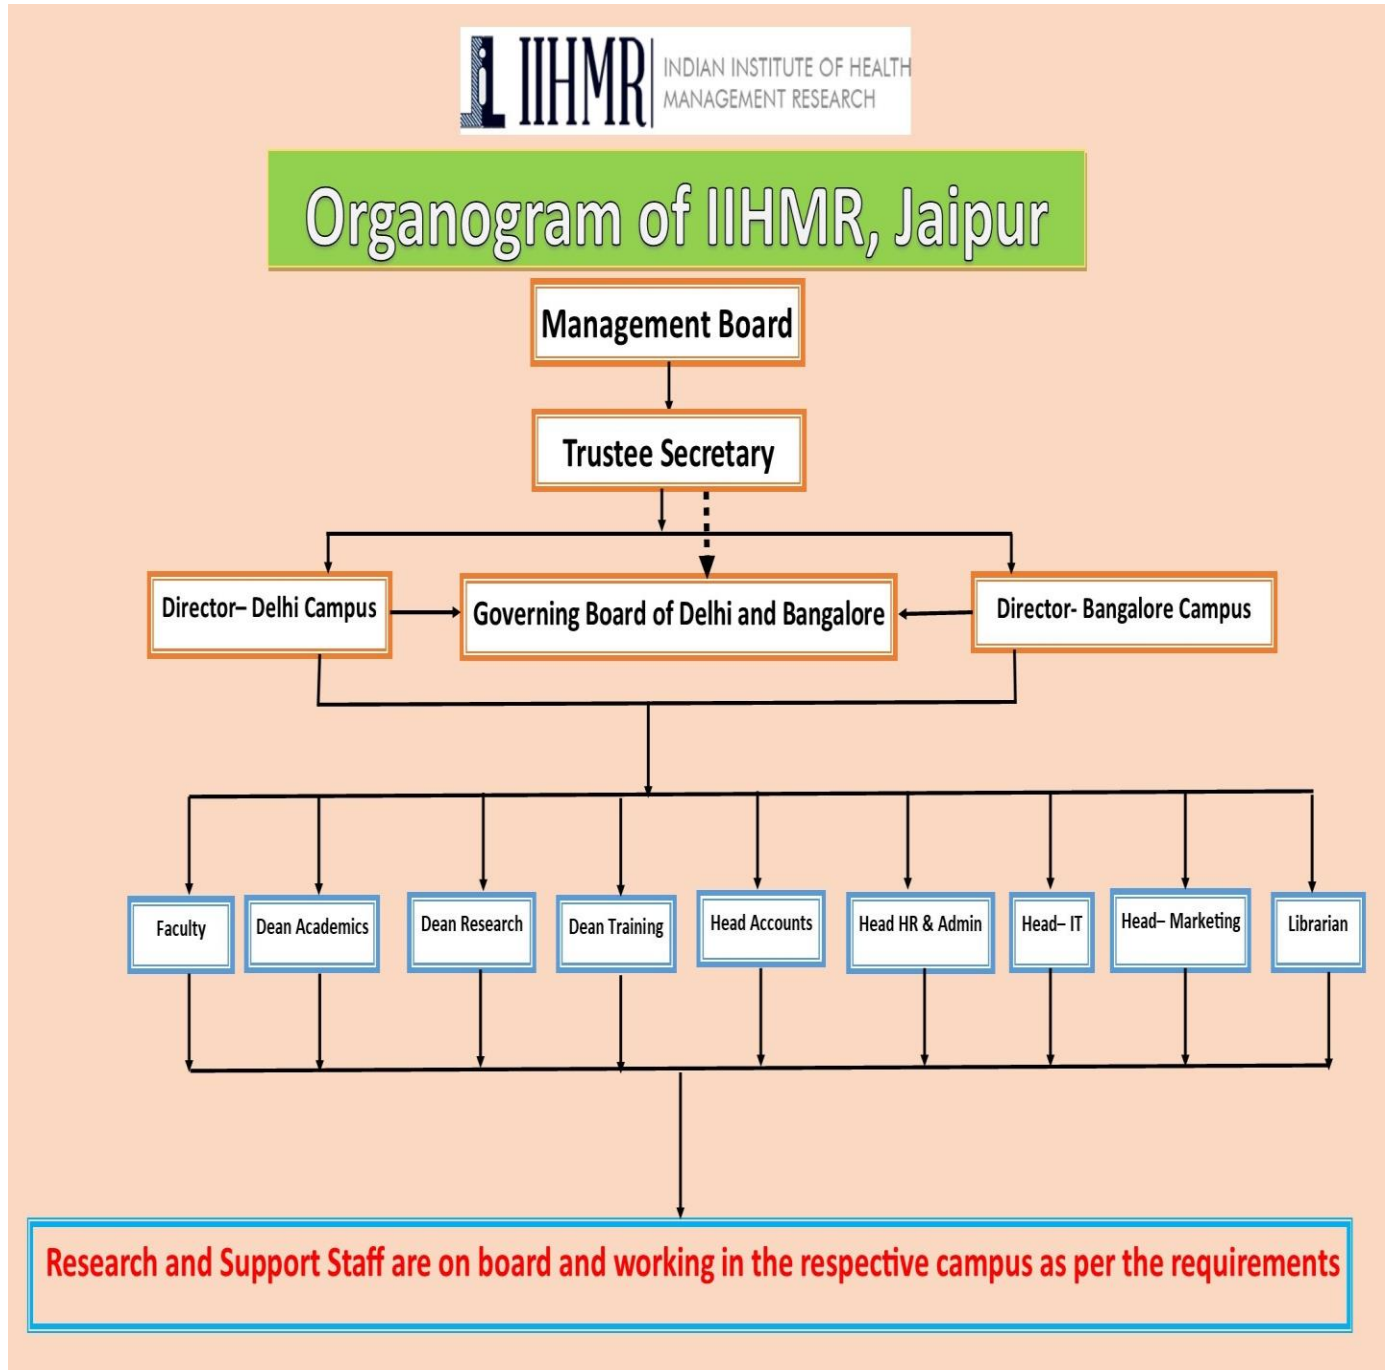 IIHMR
INDIAN INSTITUTE OF HEALTH
MANAGEMENT RESEARCH
Organogram of IIHMR, Jaipur
Management Board
Trustee Secretary
Director– Delhi Campus
Governing Board of Delhi and Bangalore
Director- Bangalore Campus
Faculty
Dean Academics
Dean Research
Dean Training
Head Accounts
Head HR & Admin
Head– IT
Head– Marketing
Librarian
Research and Support Staff are on board and working in the respective campus as per the requirements